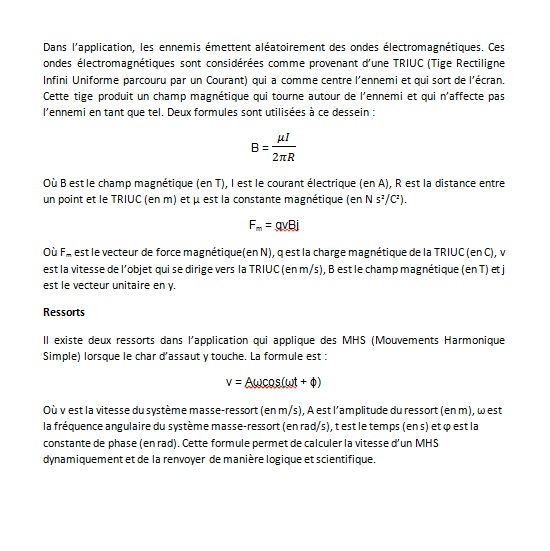 Dans l'application, les ennemis émettent aléatoirement des ondes électromagnétiques. Ces
ondes électromagnétiques sont considérées comme provenant d'une TRIUC (Tige Rectiligne
Infini Uniforme parcouru par un Courant) qui a comme centre l'ennemi et qui sort de l'écran.
Cette tige produit un champ magnétique qui tourne autour de l'ennemi et qui n'affecte pas
l'ennemi en tant que tel. Deux formules sont utilisées à ce dessein :
B = μI / 2πR
Où B est le champ magnétique (en T), I est le courant électrique (en A), R est la distance entre
un point et le TRIUC (en m) et μ est la constante magnétique (en N s²/C²).
Fₘ = qvBj
Où Fₘ est le vecteur de force magnétique(en N), q est la charge magnétique de la TRIUC (en C), v
est la vitesse de l'objet qui se dirige vers la TRIUC (en m/s), B est le champ magnétique (en T) et j
est le vecteur unitaire en y.
Ressorts
Il existe deux ressorts dans l'application qui applique des MHS (Mouvements Harmonique
Simple) lorsque le char d'assaut y touche. La formule est :
v = Aωcos(ωt + ϕ)
Où v est la vitesse du système masse-ressort (en m/s), A est l'amplitude du ressort (en m), ω est
la fréquence angulaire du système masse-ressort (en rad/s), t est le temps (en s) et φ est la
constante de phase (en rad). Cette formule permet de calculer la vitesse d'un MHS
dynamiquement et de la renvoyer de manière logique et scientifique.